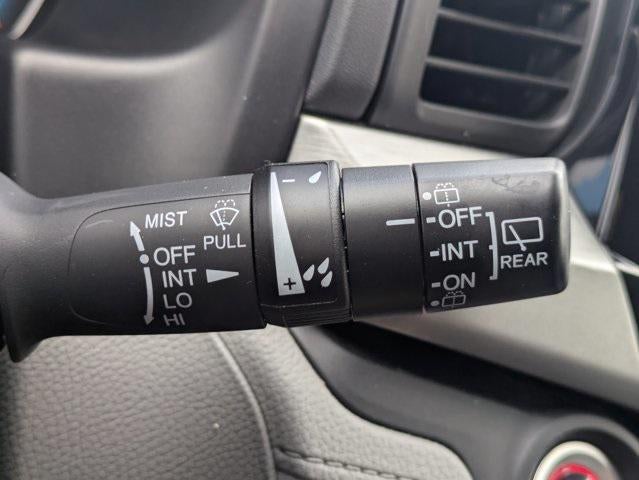 MIST
PULL
OFF
INT
LO
HI
- +
OFF
INT
ON
REAR